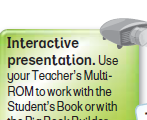 Interactive
presentation. Use
your Teacher's Multi-
ROM to work with the
Student's Book or with